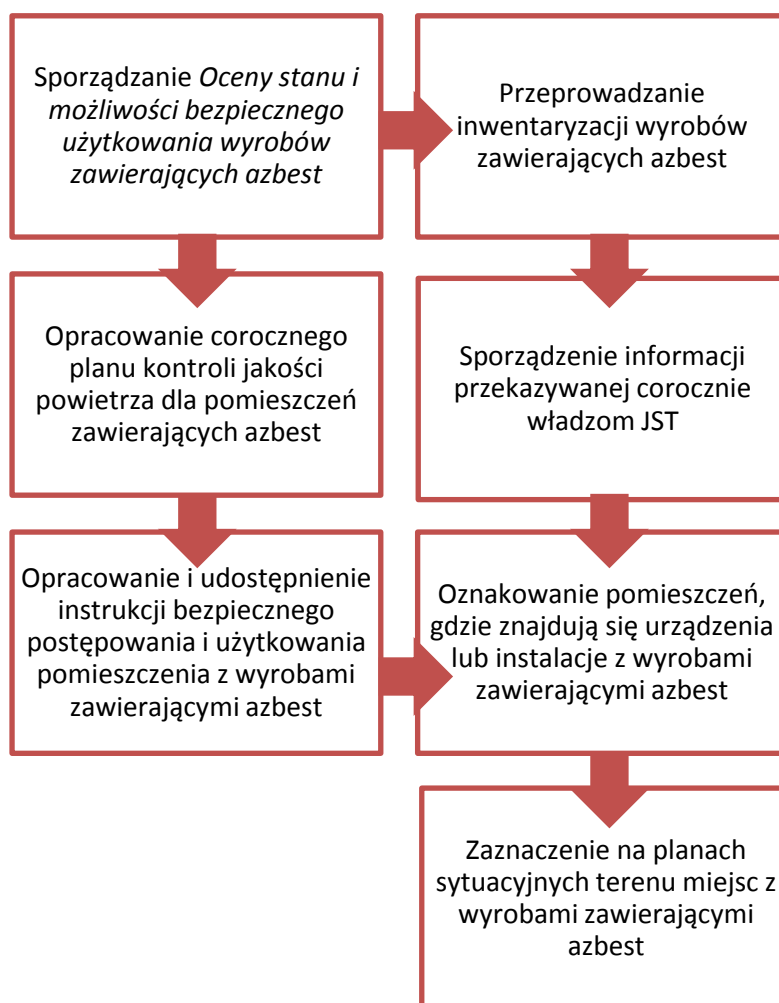 Sporządzanie Oceny stanu i
możliwości bezpiecznego
użytkowania wyrobów
zawierających azbest
Przeprowadzanie
inwentaryzacji wyrobów
zawierających azbest
Opracowanie corocznego
planu kontroli jakości
powietrza dla pomieszczeń
zawierających azbest
Sporządzenie informacji
przekazywanej corocznie
władzom JST
Opracowanie i udostępnienie
instrukcji bezpiecznego
postępowania i użytkowania
pomieszczenia z wyrobami
zawierającymi azbest
Oznakowanie pomieszczeń,
gdzie znajdują się urządzenia
lub instalacje z wyrobami
zawierającymi azbest
Zaznaczenie na planach
sytuacyjnych terenu miejsc z
wyrobami zawierającymi
azbest